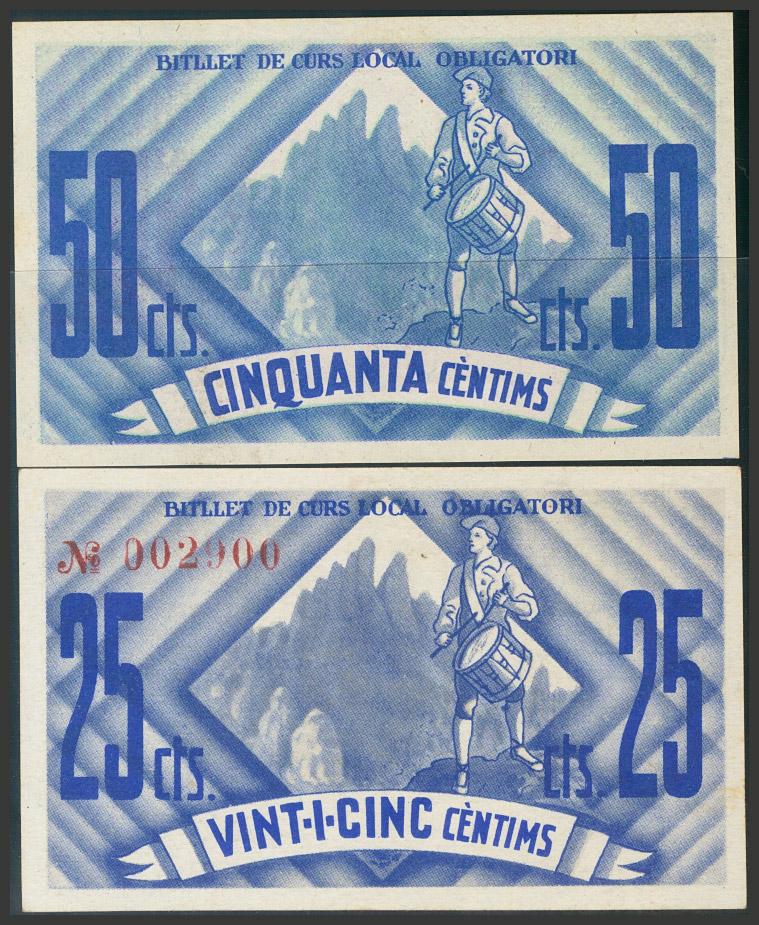 BITLLET DE CURS LOCAL OBLIGATORI
50 cts.
cts. 50
CINQUANTA CÈNTIMS
BITLLET DE CURS LOCAL OBLIGATORI
Nº 002900
25 cts.
cts. 25
VINT·I·CINC CÈNTIMS